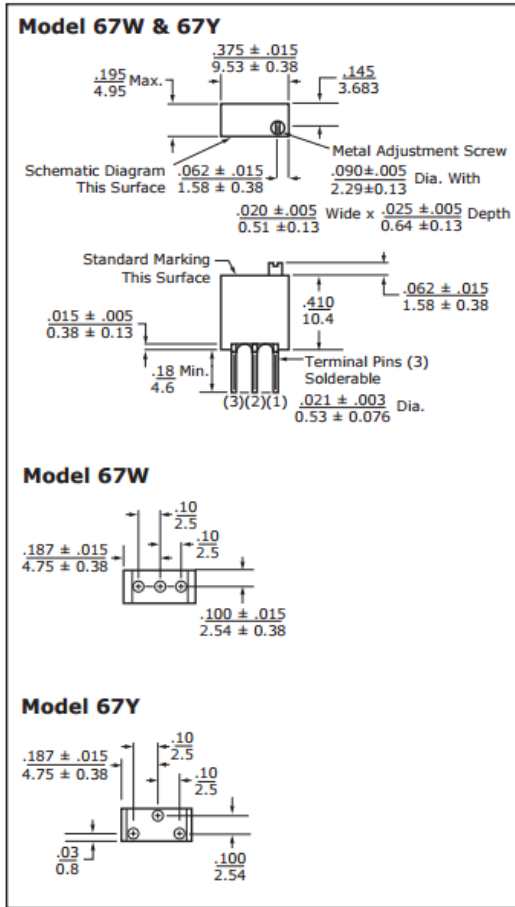 Model 67W & 67Y
.375 ± .015
9.53 ± 0.38
.195 Max.
4.95
.145
3.683
Schematic Diagram
This Surface
.062 ± .015
1.58 ± 0.38
Metal Adjustment Screw
.090±.005 Dia. With
2.29±0.13
.020 ±.005 Wide x .025 ±.005 Depth
0.51 ±0.13 0.64 ±0.13
Standard Marking
This Surface
.062 ± .015
1.58 ± 0.38
.410
10.4
.015 ± .005
0.38 ± 0.13
.18 Min.
4.6
Terminal Pins (3)
Solderable
(3)(2)(1)
.021 ± .003 Dia.
0.53 ± 0.076
Model 67W
.10
2.5
.10
2.5
.187 ± .015
4.75 ± 0.38
.100 ± .015
2.54 ± 0.38
Model 67Y
.10
2.5
.187 ± .015
4.75 ± 0.38
.10
2.5
.03
0.8
.100
2.54